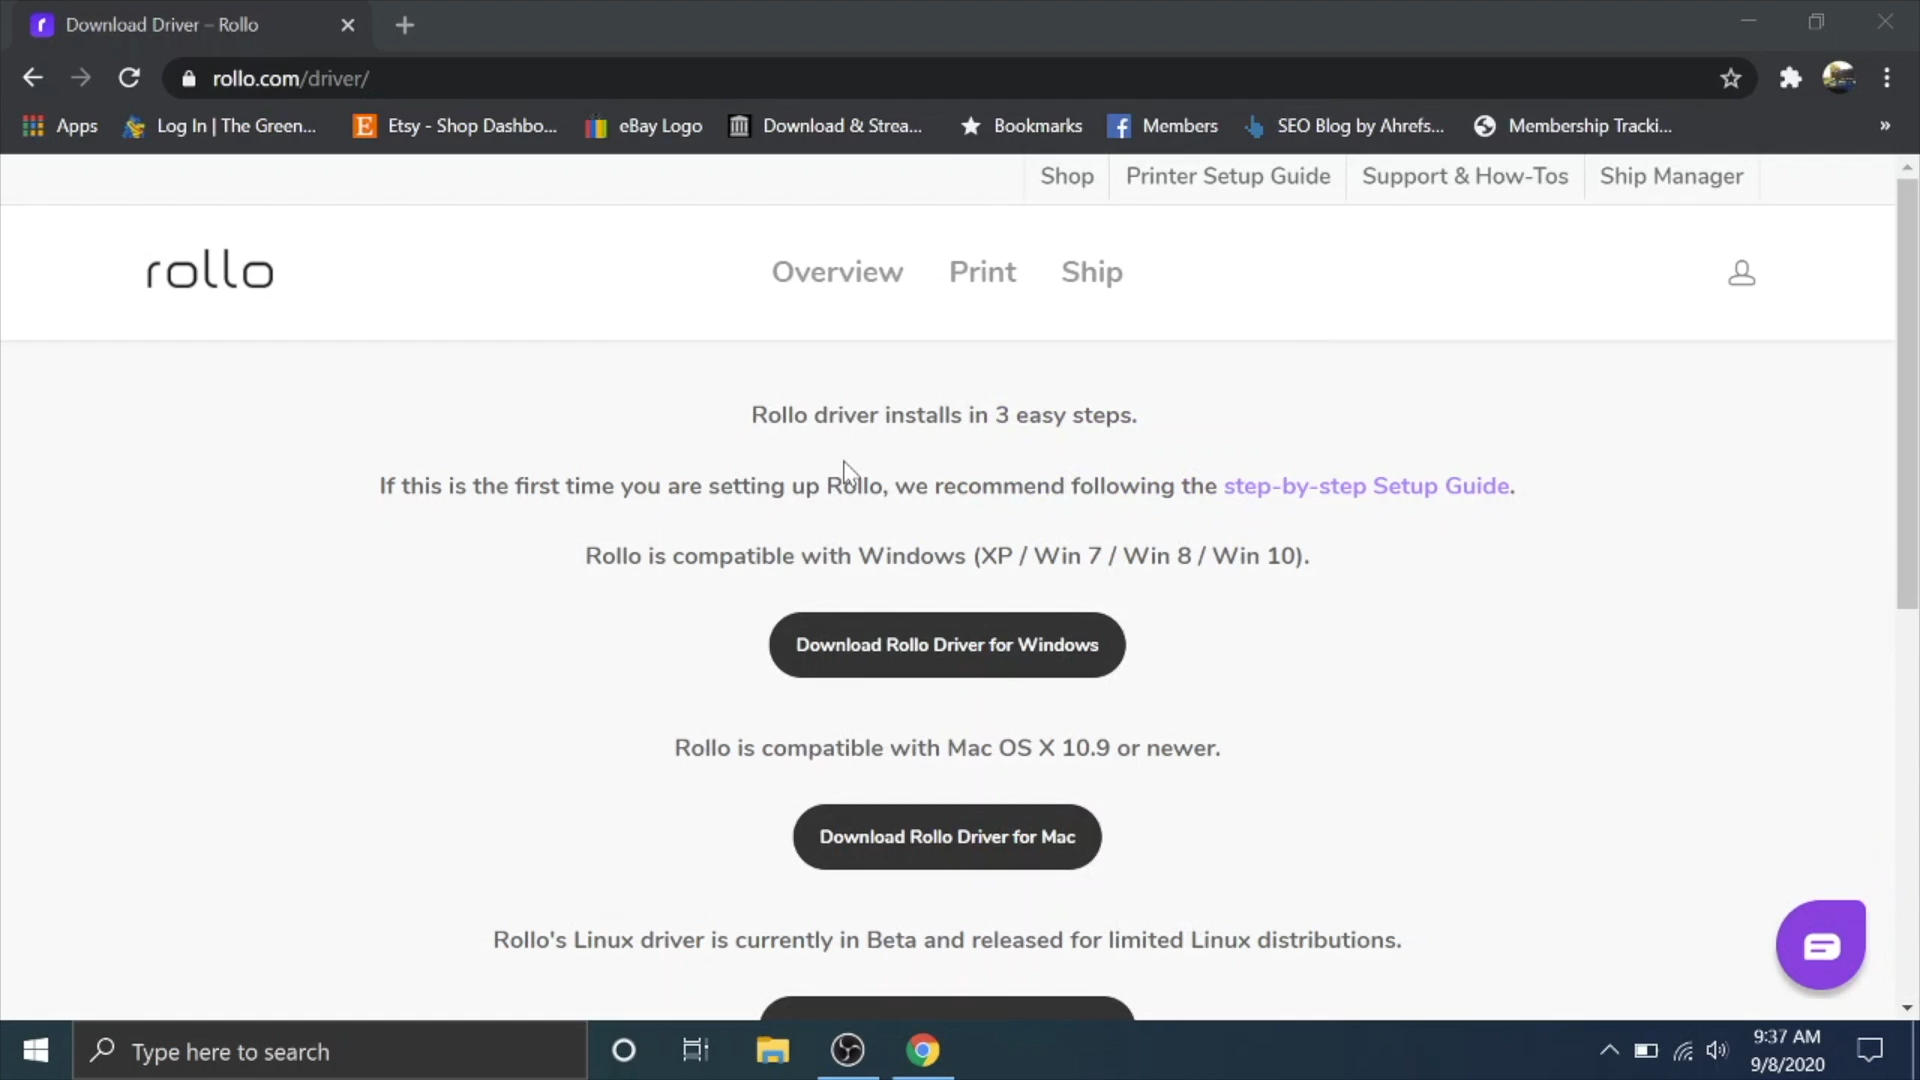 Download Driver – Rollo
rollo.com/driver/
Apps Log In | The Green... Etsy - Shop Dashbo... eBay Logo Download & Strea... Bookmarks Members SEO Blog by Ahrefs... Membership Tracki... »
Shop Printer Setup Guide Support & How-Tos Ship Manager
rollo Overview Print Ship
Rollo driver installs in 3 easy steps.
If this is the first time you are setting up Rollo, we recommend following the step-by-step Setup Guide.
Rollo is compatible with Windows (XP / Win 7 / Win 8 / Win 10).
Download Rollo Driver for Windows
Rollo is compatible with Mac OS X 10.9 or newer.
Download Rollo Driver for Mac
Rollo's Linux driver is currently in Beta and released for limited Linux distributions.
Type here to search
9:37 AM
9/8/2020